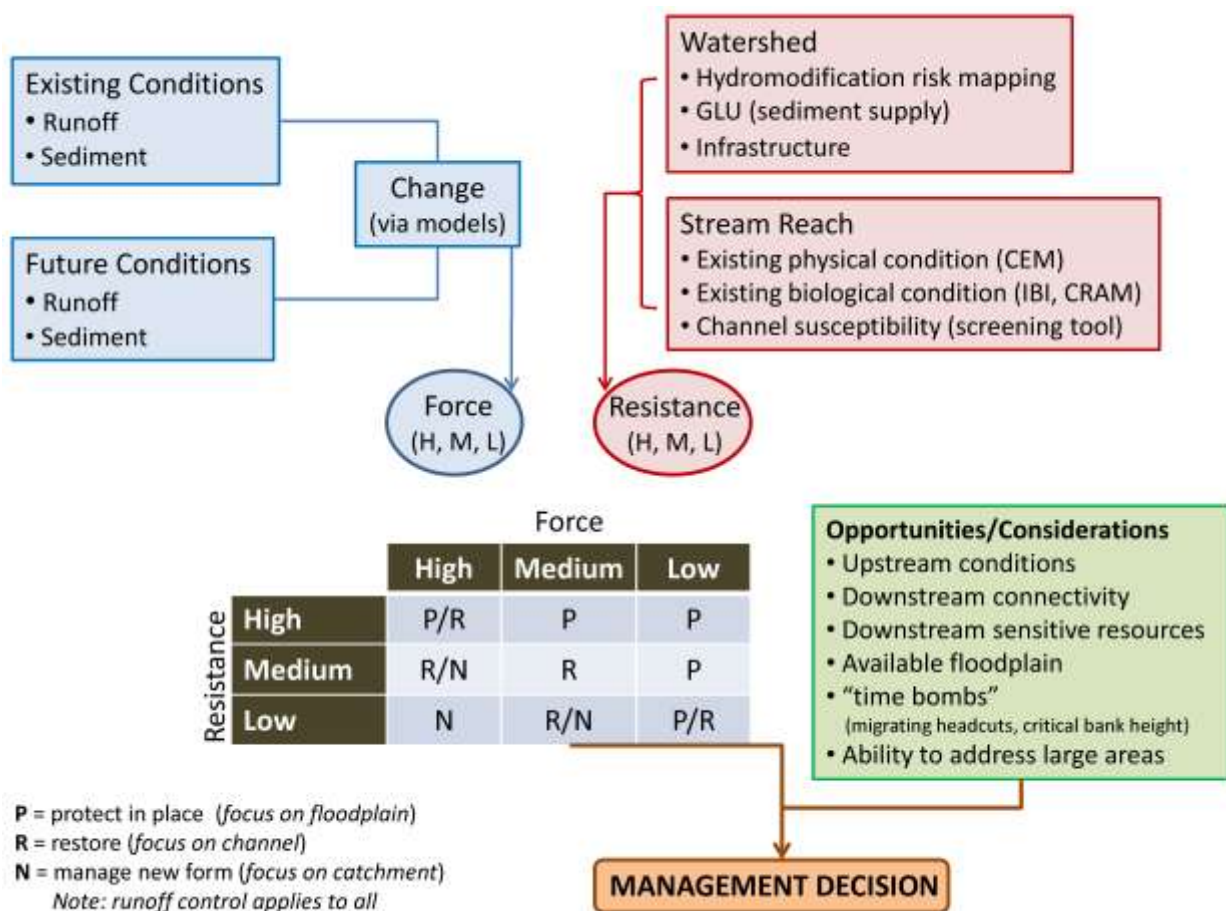 Existing Conditions
• Runoff
• Sediment
Future Conditions
• Runoff
• Sediment
Change
(via models)
Watershed
• Hydromodification risk mapping
• GLU (sediment supply)
• Infrastructure
Stream Reach
• Existing physical condition (CEM)
• Existing biological condition (IBI, CRAM)
• Channel susceptibility (screening tool)
Force
(H, M, L)
Resistance
(H, M, L)
Force
High Medium Low
Resistance
High P/R P P
Medium R/N R P
Low N R/N P/R
Opportunities/Considerations
• Upstream conditions
• Downstream connectivity
• Downstream sensitive resources
• Available floodplain
• “time bombs”
(migrating headcuts, critical bank height)
• Ability to address large areas
P = protect in place (focus on floodplain)
R = restore (focus on channel)
N = manage new form (focus on catchment)
Note: runoff control applies to all
MANAGEMENT DECISION